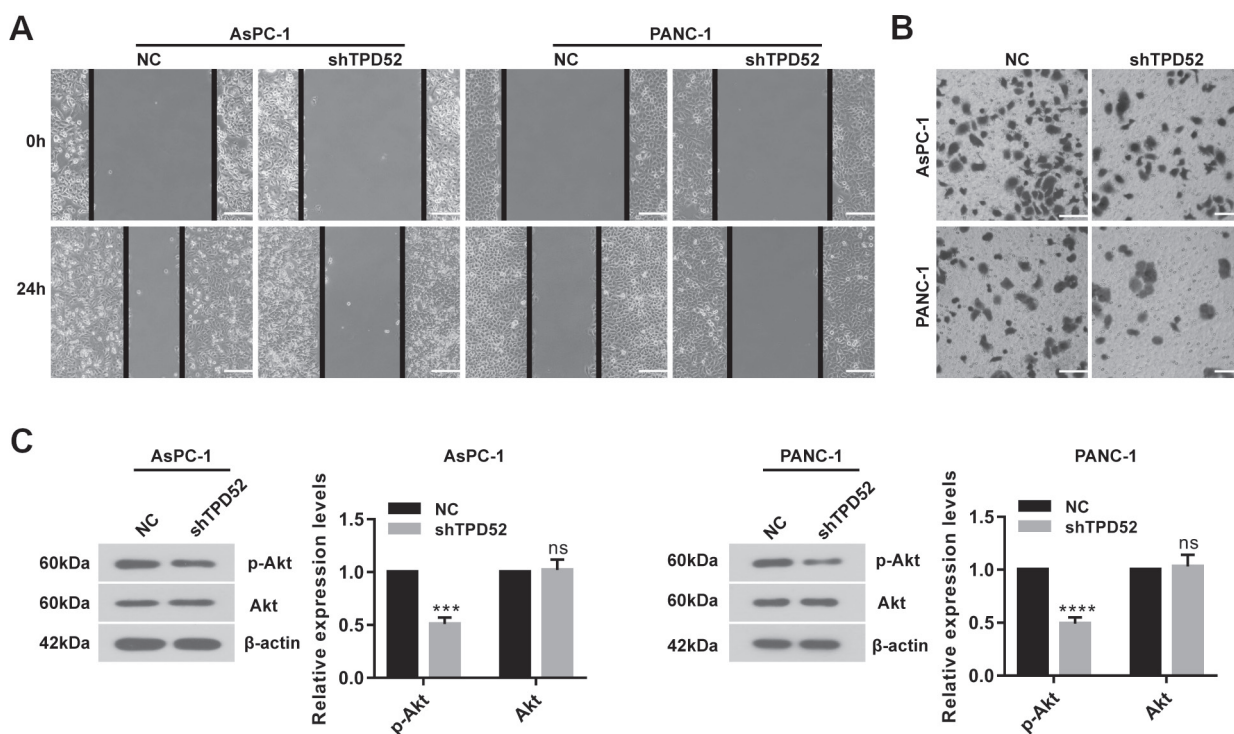 A
AsPC-1
PANC-1
NC
shTPD52
NC
shTPD52
0h
24h
B
NC
shTPD52
AsPC-1
PANC-1
C
AsPC-1
NC
shTPD52
60kDa
p-Akt
60kDa
Akt
42kDa
β-actin
AsPC-1
NC
shTPD52
Relative expression levels
1.5
1.0
0.5
0.0
***
ns
p-Akt
Akt
PANC-1
NC
shTPD52
60kDa
p-Akt
60kDa
Akt
42kDa
β-actin
PANC-1
NC
shTPD52
Relative expression levels
1.5
1.0
0.5
0.0
****
ns
p-Akt
Akt